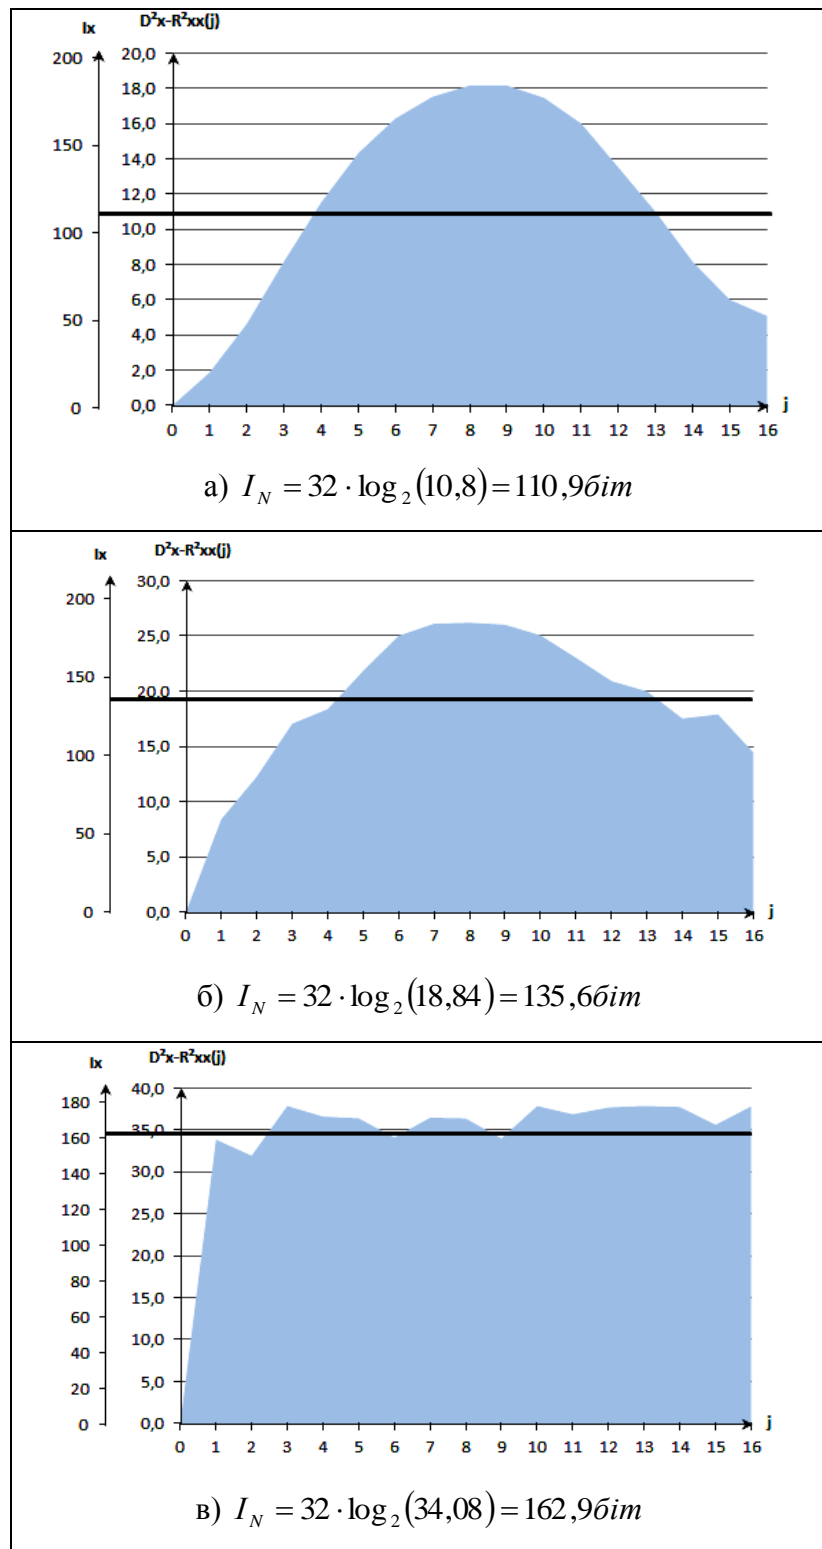 Ix D²x-R²xx(j)
200 20,0
18,0
150 16,0
14,0
12,0
100 10,0
8,0
6,0
50 4,0
2,0
0 0,0 j
0 1 2 3 4 5 6 7 8 9 10 11 12 13 14 15 16
а) I_N = 32 · log₂(10,8) = 110,9біт
Ix D²x-R²xx(j)
30,0
200
25,0
150 20,0
15,0
100
10,0
50 5,0
0 0,0 j
0 1 2 3 4 5 6 7 8 9 10 11 12 13 14 15 16
б) I_N = 32 · log₂(18,84) = 135,6біт
Ix D²x-R²xx(j)
40,0
180
35,0
160
140 30,0
120 25,0
100 20,0
80 15,0
60
40 10,0
20 5,0
0 0,0 j
0 1 2 3 4 5 6 7 8 9 10 11 12 13 14 15 16
в) I_N = 32 · log₂(34,08) = 162,9біт